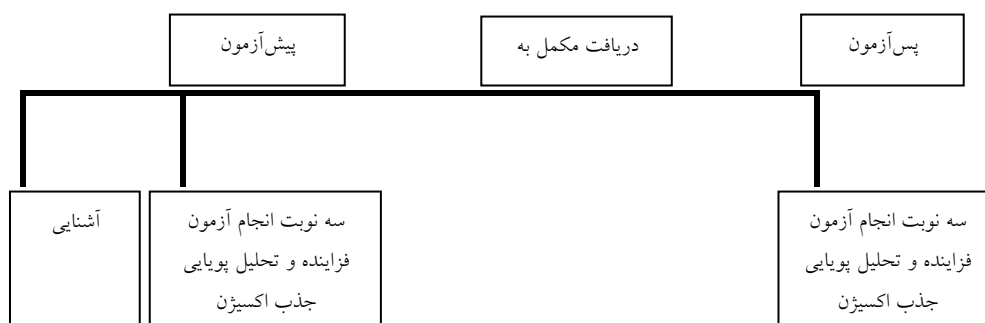 پیش‌آزمون
دریافت مکمل به
پس‌آزمون
آشنایی
سه نوبت انجام آزمون
فزاینده و تحلیل پویایی
جذب اکسیژن
سه نوبت انجام آزمون
فزاینده و تحلیل پویایی
جذب اکسیژن